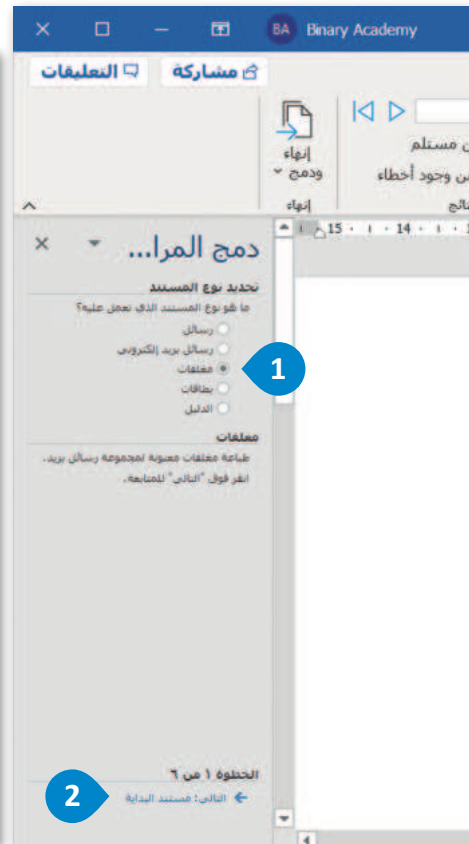 BA Binary Academy
مشاركة
التعليقات
إنهاء
ودمج
مستلم
وجود أخطاء
إنهاء
15 · ı · 14 · ı
دمج المرا...
تحديد نوع المستند
ما هو نوع المستند الذي تعمل عليه؟
رسائل
رسائل بريد إلكتروني
مغلفات
بطاقات
الدليل
1
مغلفات
طباعة مغلفات معنونة لمجموعة رسائل بريد.
انقر فوق "التالي" للمتابعة.
الخطوة ١ من ٦
التالي: مستند البداية
2